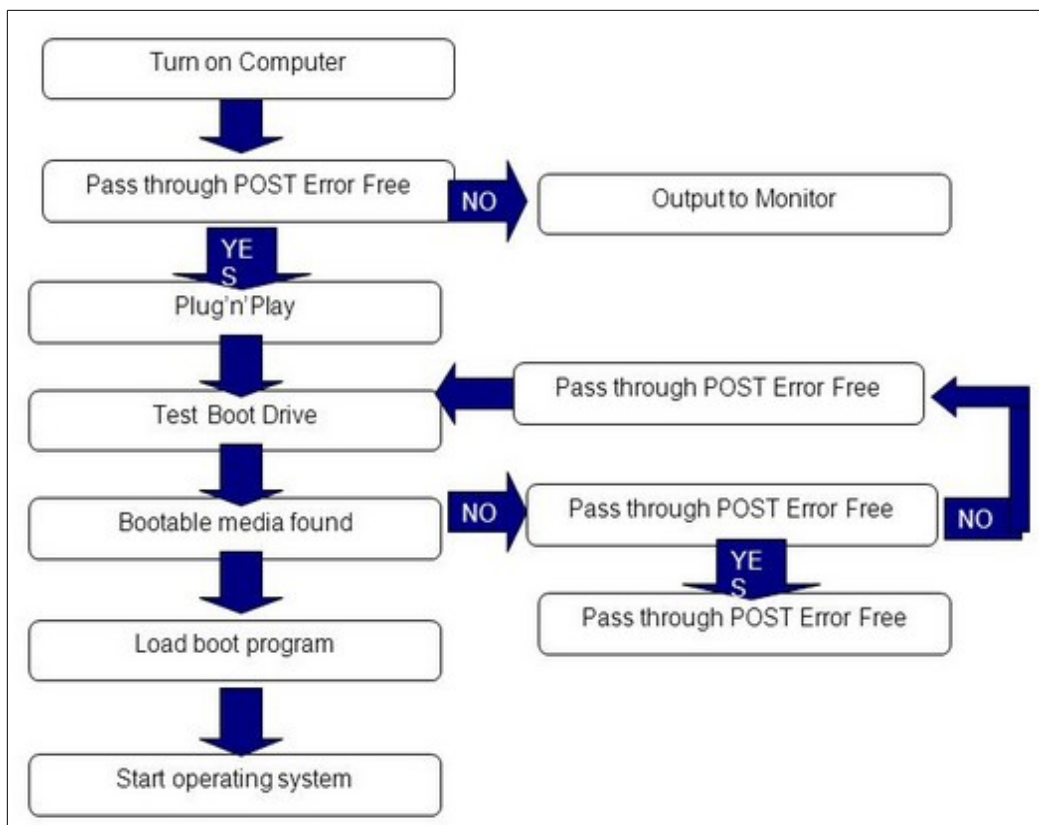 Turn on Computer
Pass through POST Error Free
NO
Output to Monitor
YE
S
Plug'n'Play
Pass through POST Error Free
Test Boot Drive
Bootable media found
NO
Pass through POST Error Free
NO
YE
S
Pass through POST Error Free
Load boot program
Start operating system